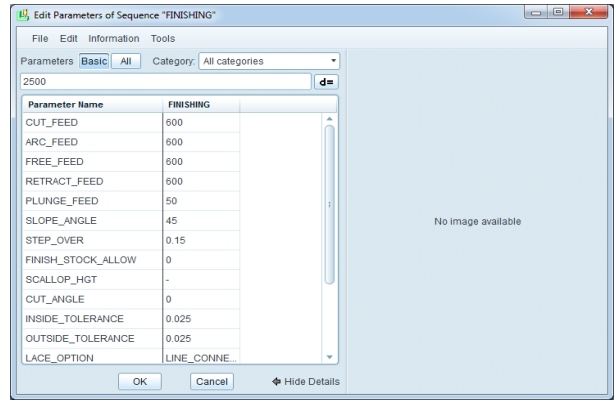 Edit Parameters of Sequence "FINISHING"
File Edit Information Tools
Parameters Basic All Category: All categories
2500 d=
Parameter Name FINISHING
CUT_FEED 600
ARC_FEED 600
FREE_FEED 600
RETRACT_FEED 600
PLUNGE_FEED 50
SLOPE_ANGLE 45
STEP_OVER 0.15
FINISH_STOCK_ALLOW 0
SCALLOP_HGT -
CUT_ANGLE 0
INSIDE_TOLERANCE 0.025
OUTSIDE_TOLERANCE 0.025
LACE_OPTION LINE_CONNE...
No image available
OK Cancel Hide Details